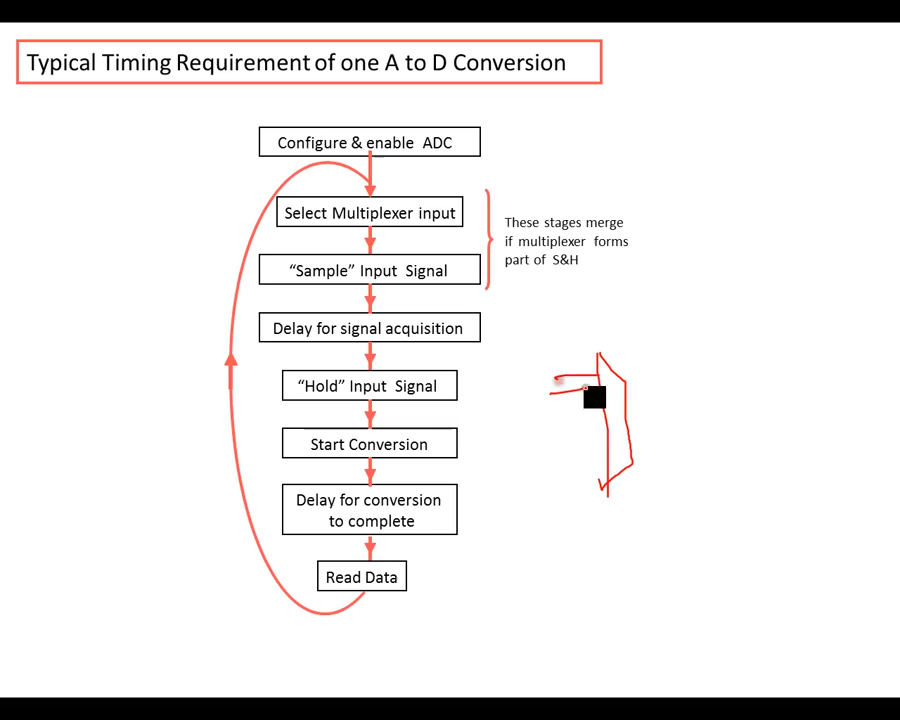 Typical Timing Requirement of one A to D Conversion
Configure & enable ADC
Select Multiplexer input
“Sample” Input Signal
These stages merge
if multiplexer forms
part of S&H
Delay for signal acquisition
“Hold” Input Signal
Start Conversion
Delay for conversion
to complete
Read Data